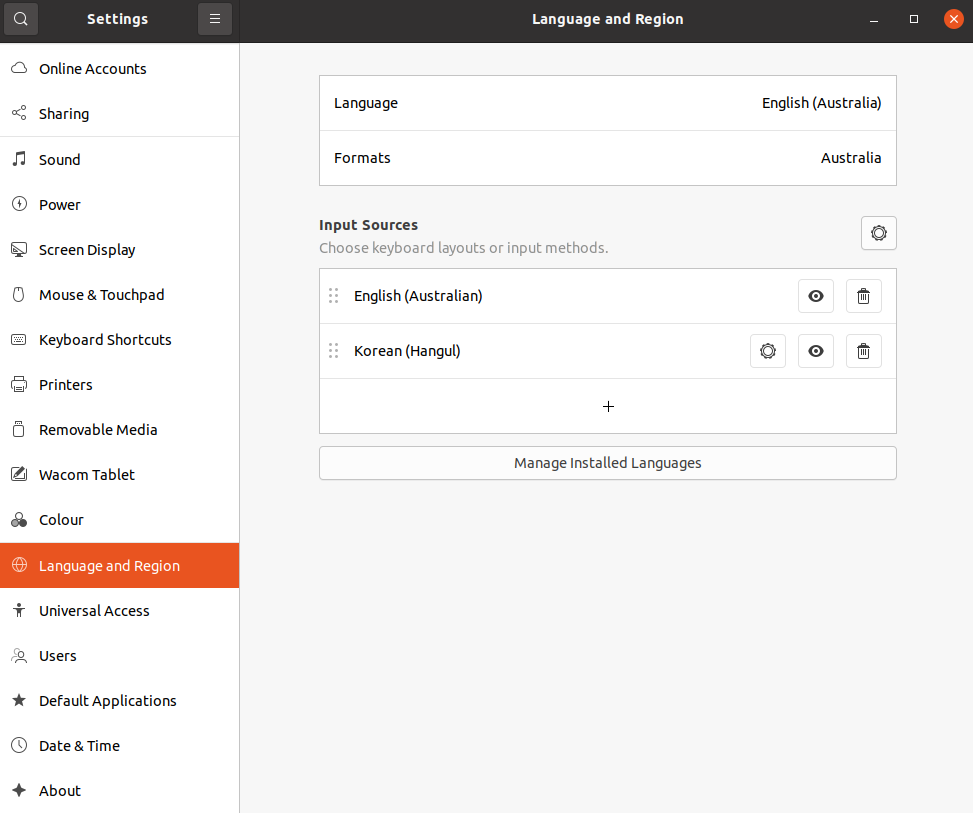 Settings
Language and Region
Online Accounts
Sharing
Sound
Power
Screen Display
Mouse & Touchpad
Keyboard Shortcuts
Printers
Removable Media
Wacom Tablet
Colour
Language and Region
Universal Access
Users
Default Applications
Date & Time
About
Language English (Australia)
Formats Australia
Input Sources
Choose keyboard layouts or input methods.
English (Australian)
Korean (Hangul)
Manage Installed Languages